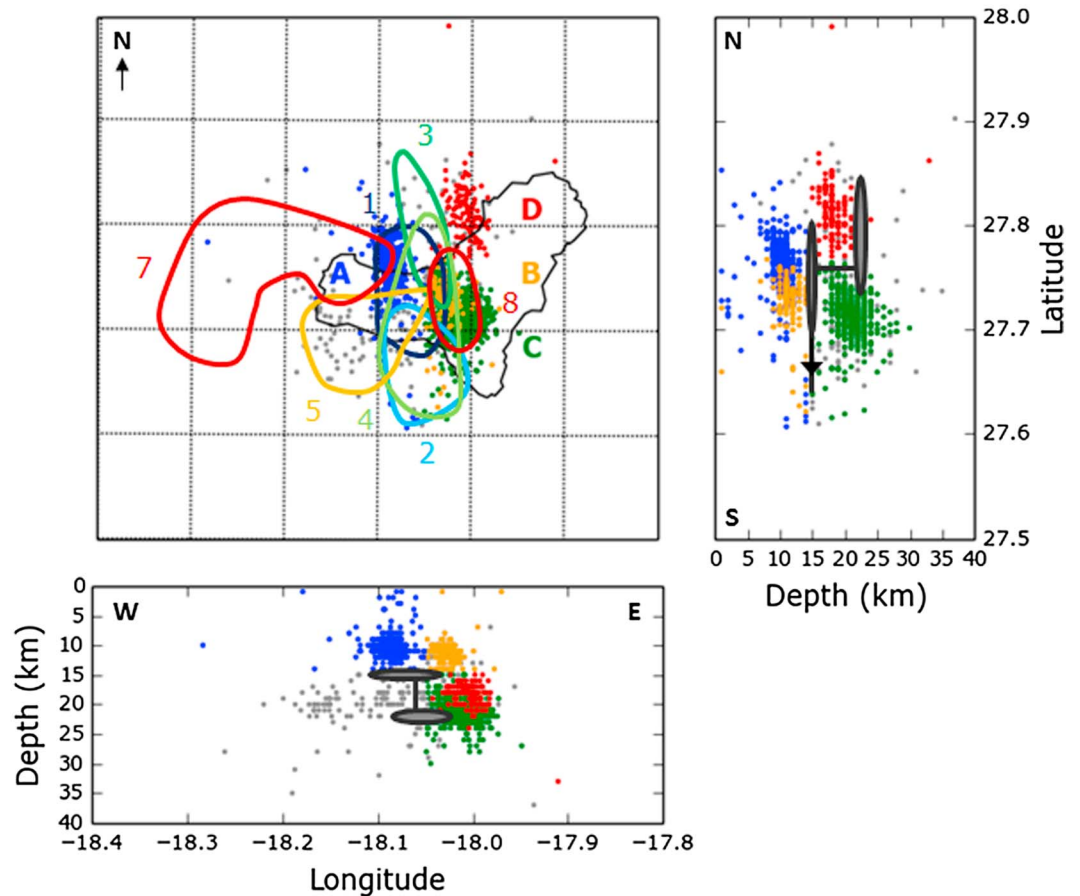 N
3
1
7
A
D
B
8
C
5
4
2
N
S
28.0
27.9
27.8
27.7
27.6
27.5
Latitude
0 5 10 15 20 25 30 35 40
Depth (km)
W E
0
5
10
15
20
25
30
35
40
Depth (km)
−18.4 −18.3 −18.2 −18.1 −18.0 −17.9 −17.8
Longitude